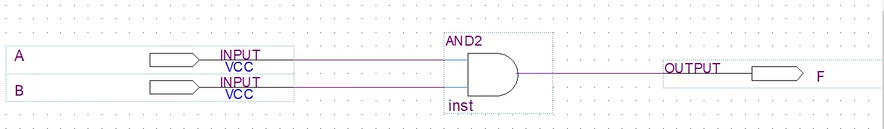 AND2
A
INPUT
VCC
OUTPUT
F
B
INPUT
VCC
inst